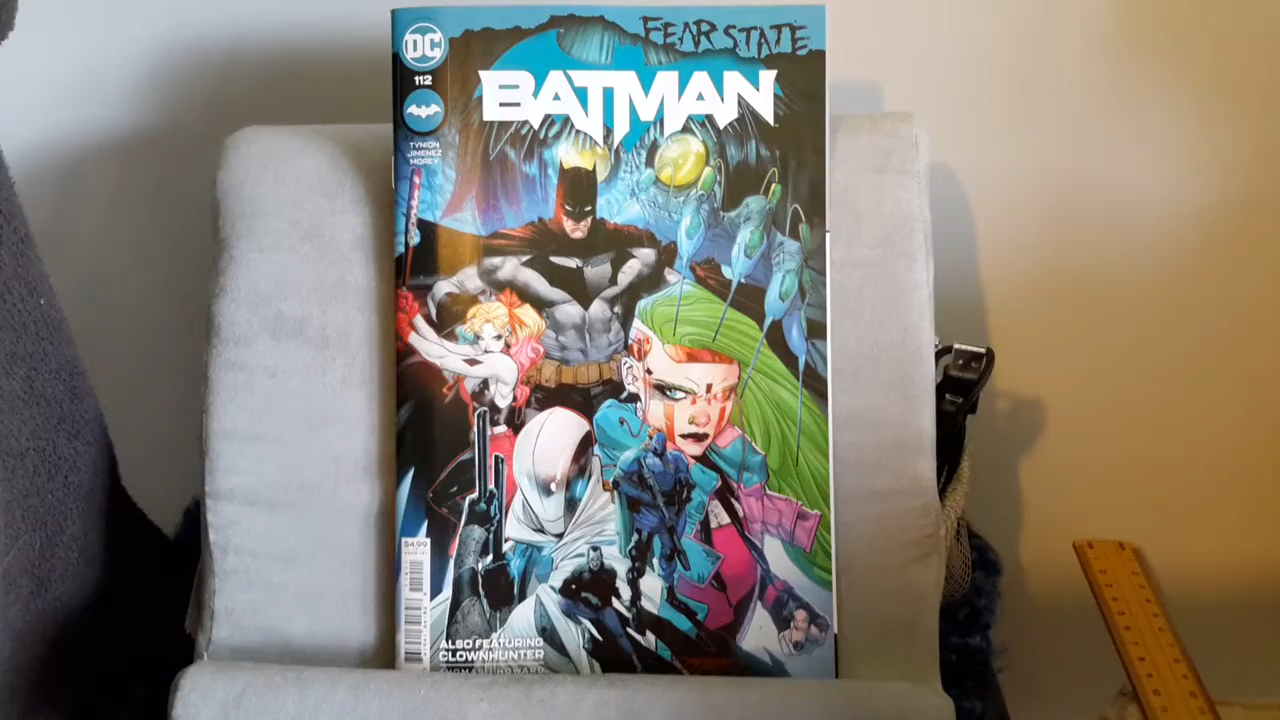 FEAR STATE
DC
BATMAN
112
TYNION
JIMENEZ
MOREY
$4.99
ALSO FEATURING
CLOWNHUNTER